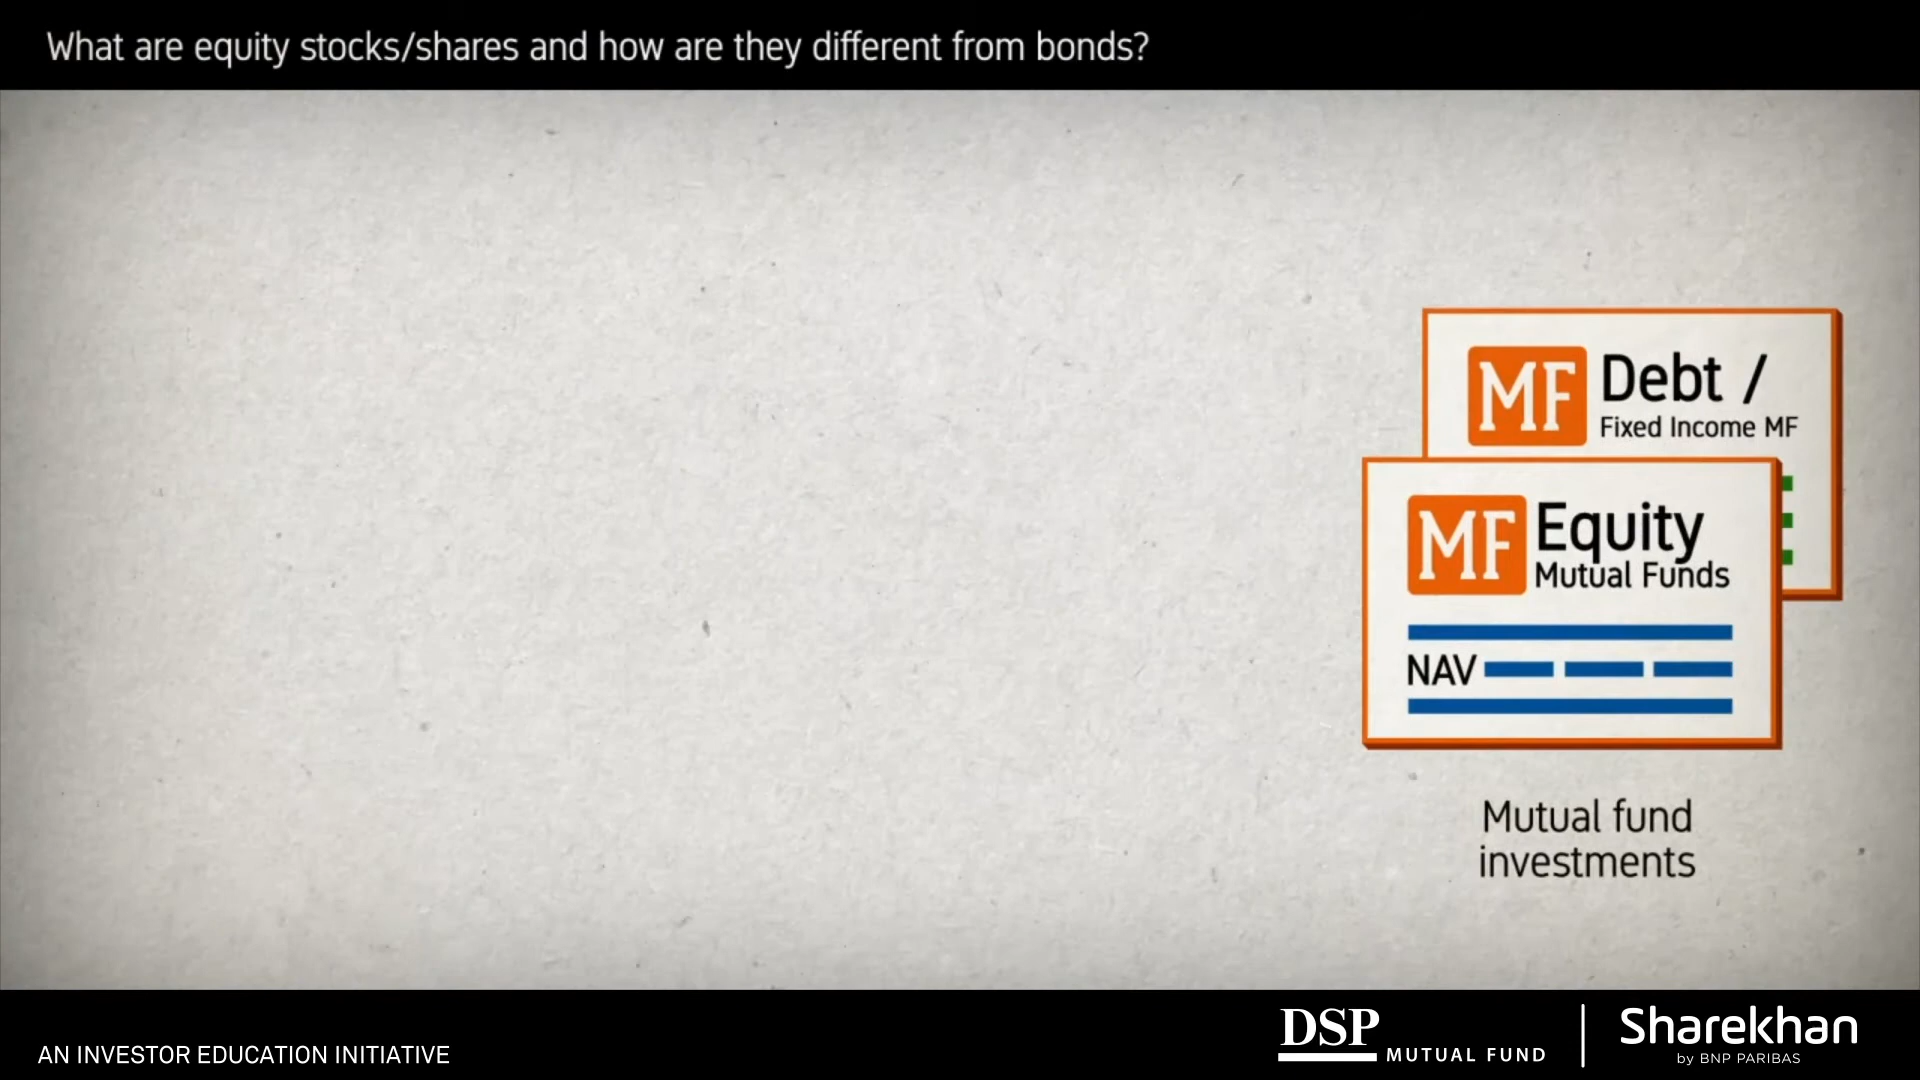 What are equity stocks/shares and how are they different from bonds?
MF Debt /
Fixed Income MF
MF Equity
Mutual Funds
NAV
Mutual fund
investments
AN INVESTOR EDUCATION INITIATIVE
DSP
MUTUAL FUND
Sharekhan
by BNP PARIBAS